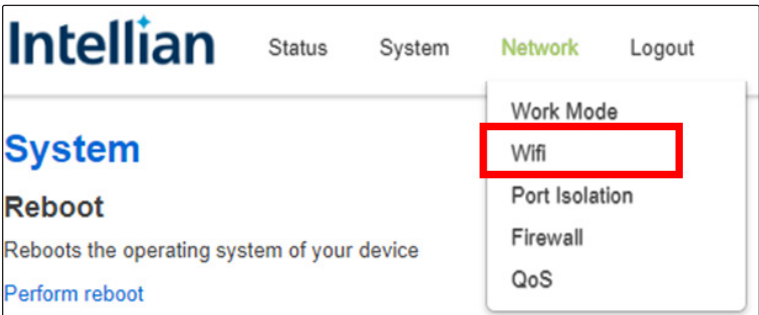 Intellian Status System Network Logout
Work Mode
Wifi
Port Isolation
Firewall
QoS
System
Reboot
Reboots the operating system of your device
Perform reboot